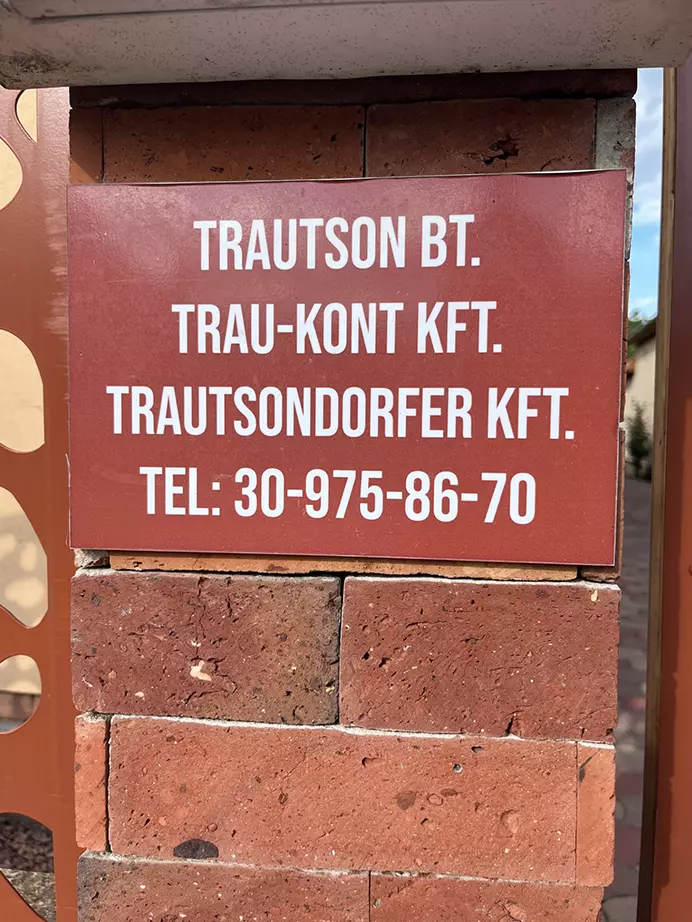 TRAUTSON BT.
TRAU-KONT KFT.
TRAUTSONDORFER KFT.
TEL: 30-975-86-70